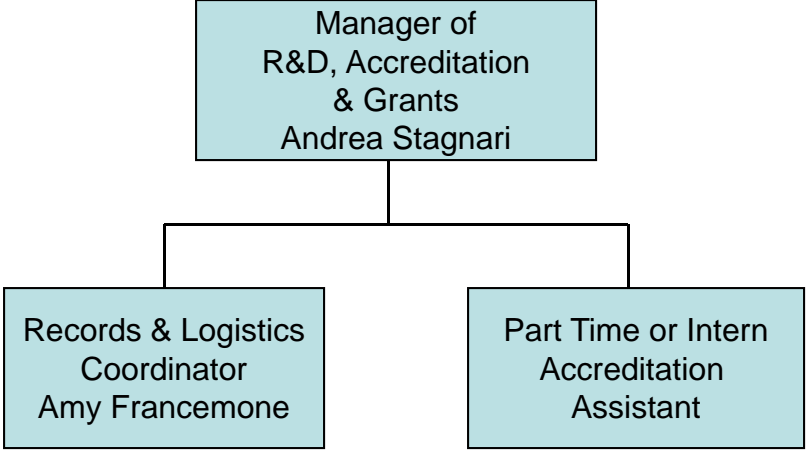 Manager of
R&D, Accreditation
& Grants
Andrea Stagnari
Records & Logistics
Coordinator
Amy Francemone
Part Time or Intern
Accreditation
Assistant